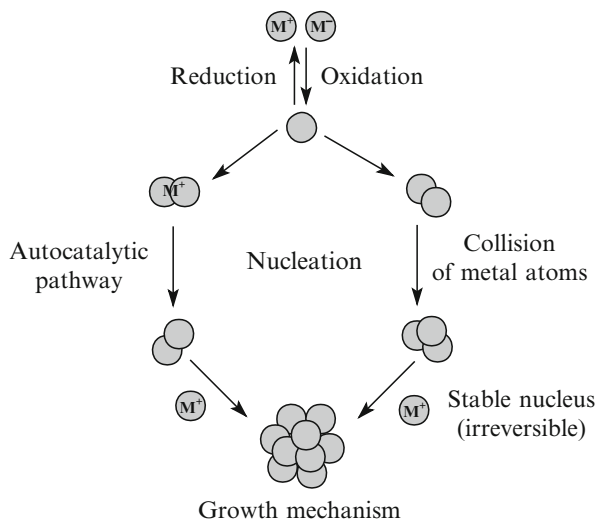 M⁺ M⁻
Reduction Oxidation
M⁺
Autocatalytic
pathway
Nucleation
Collision
of metal atoms
M⁺
M⁺
Stable nucleus
(irreversible)
Growth mechanism